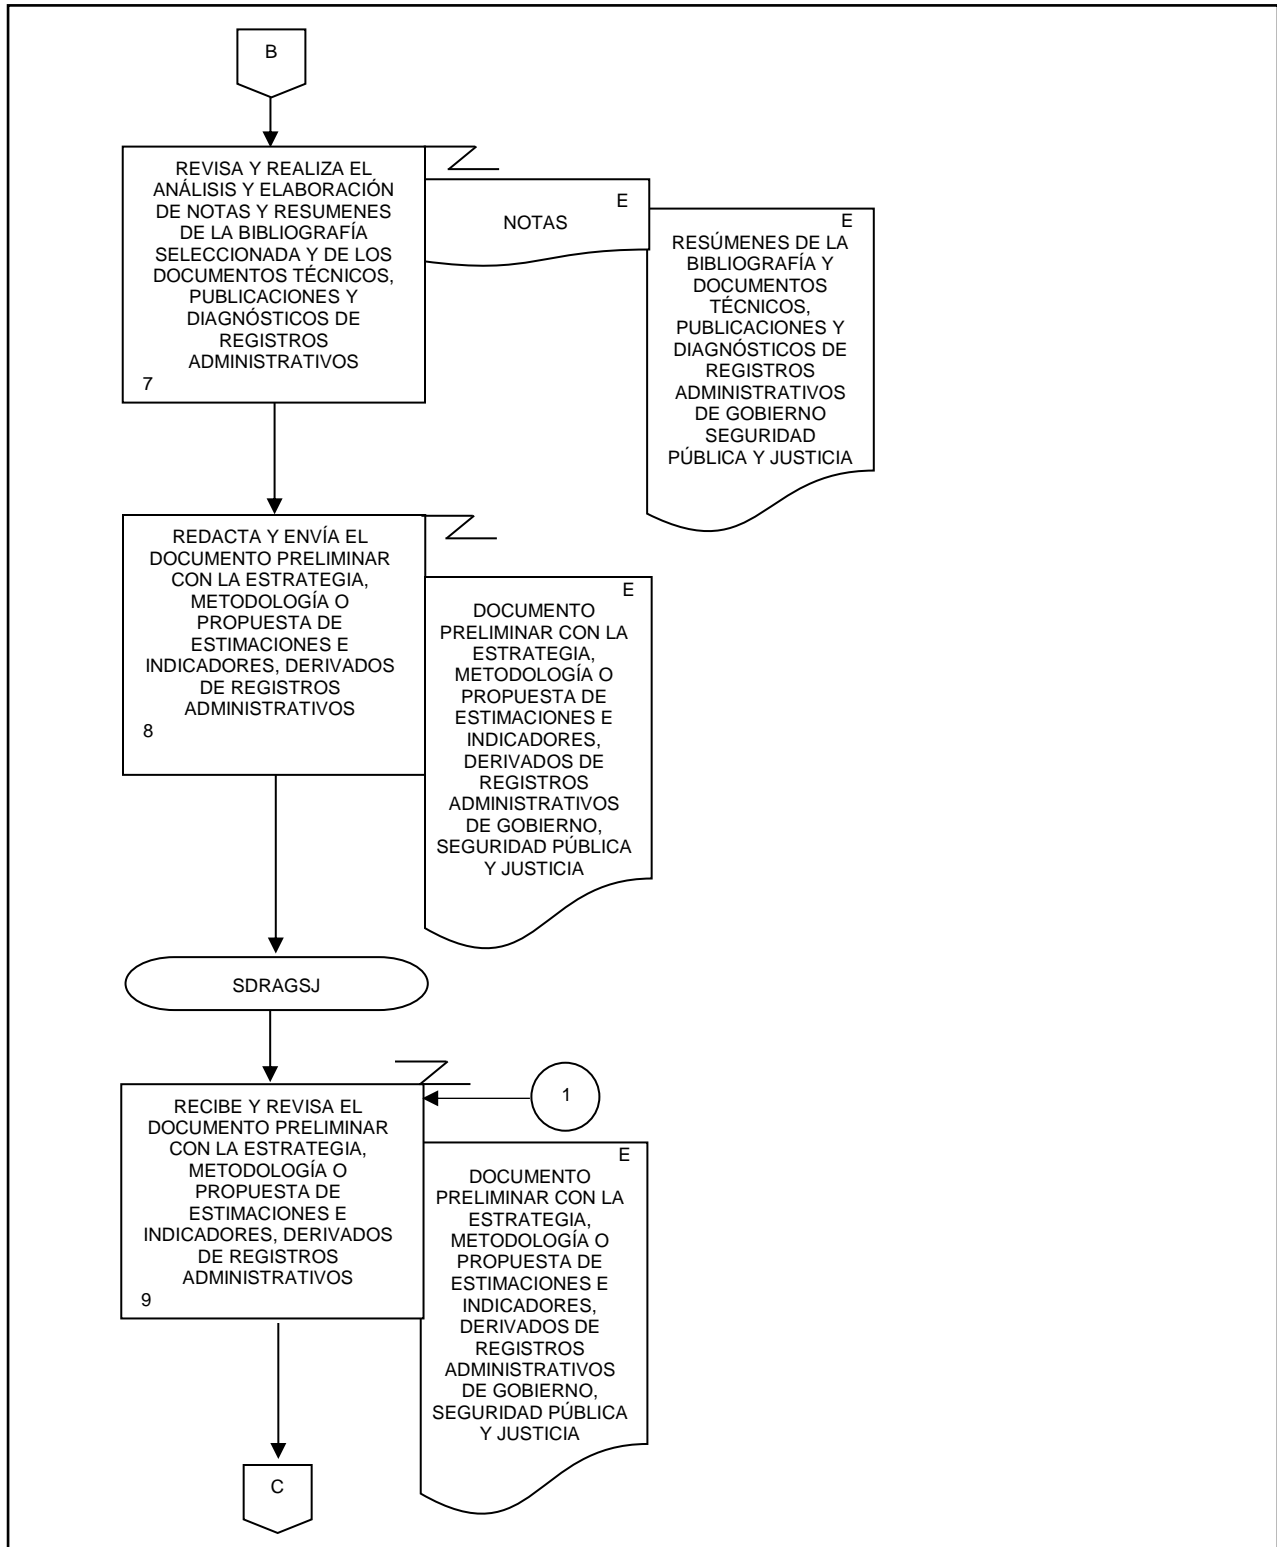 B
REVISA Y REALIZA EL
ANÁLISIS Y ELABORACIÓN
DE NOTAS Y RESUMENES
DE LA BIBLIOGRAFÍA
SELECCIONADA Y DE LOS
DOCUMENTOS TÉCNICOS,
PUBLICACIONES Y
DIAGNÓSTICOS DE
REGISTROS
ADMINISTRATIVOS
7
E
NOTAS
E
RESÚMENES DE LA
BIBLIOGRAFÍA Y
DOCUMENTOS
TÉCNICOS,
PUBLICACIONES Y
DIAGNÓSTICOS DE
REGISTROS
ADMINISTRATIVOS
DE GOBIERNO
SEGURIDAD
PÚBLICA Y JUSTICIA
REDACTA Y ENVÍA EL
DOCUMENTO PRELIMINAR
CON LA ESTRATEGIA,
METODOLOGÍA O
PROPUESTA DE
ESTIMACIONES E
INDICADORES, DERIVADOS
DE REGISTROS
ADMINISTRATIVOS
8
E
DOCUMENTO
PRELIMINAR CON LA
ESTRATEGIA,
METODOLOGÍA O
PROPUESTA DE
ESTIMACIONES E
INDICADORES,
DERIVADOS DE
REGISTROS
ADMINISTRATIVOS
DE GOBIERNO,
SEGURIDAD PÚBLICA
Y JUSTICIA
SDRAGSJ
1
RECIBE Y REVISA EL
DOCUMENTO PRELIMINAR
CON LA ESTRATEGIA,
METODOLOGÍA O
PROPUESTA DE
ESTIMACIONES E
INDICADORES, DERIVADOS
DE REGISTROS
ADMINISTRATIVOS
9
E
DOCUMENTO
PRELIMINAR CON LA
ESTRATEGIA,
METODOLOGÍA O
PROPUESTA DE
ESTIMACIONES E
INDICADORES,
DERIVADOS DE
REGISTROS
ADMINISTRATIVOS
DE GOBIERNO,
SEGURIDAD PÚBLICA
Y JUSTICIA
C